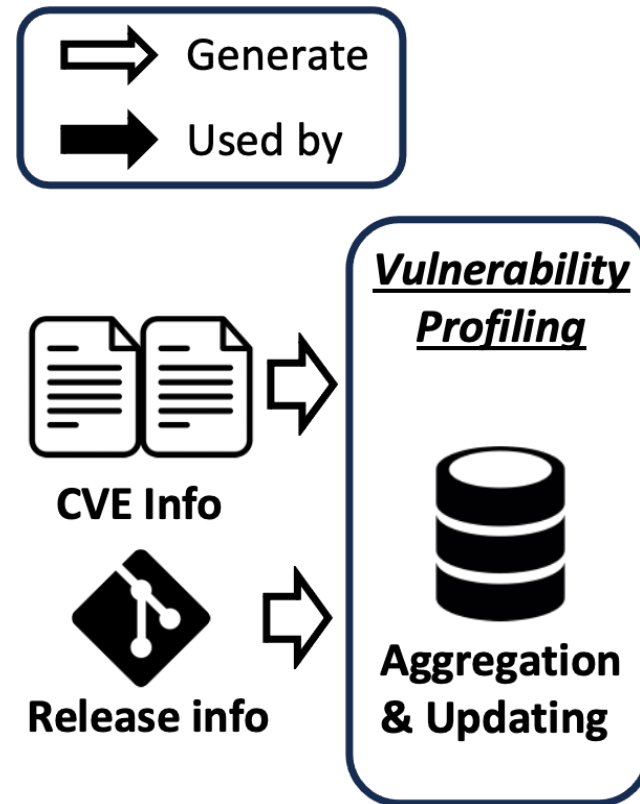 Generate
Used by
Vulnerability
Profiling
CVE Info
Release info
Aggregation
& Updating